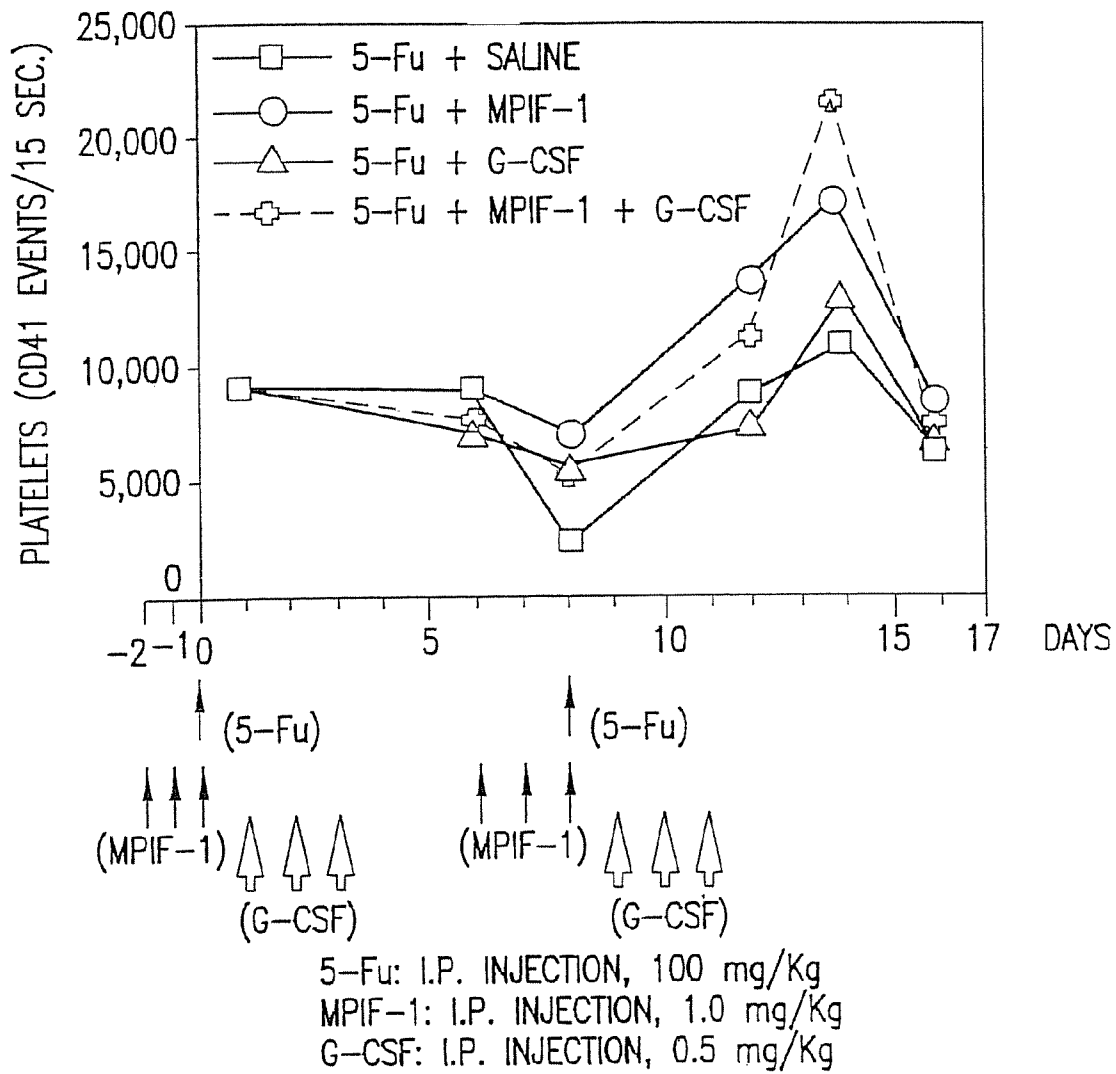 PLATELETS (CD41 EVENTS/15 SEC.)
25,000
20,000
15,000
10,000
5,000
0
5-Fu + SALINE
5-Fu + MPIF-1
5-Fu + G-CSF
5-Fu + MPIF-1 + G-CSF
-2 -1 0 5 10 15 17 DAYS
(5-Fu) (5-Fu)
(MPIF-1) (MPIF-1)
(G-CSF) (G-CSF)
5-Fu: I.P. INJECTION, 100 mg/Kg
MPIF-1: I.P. INJECTION, 1.0 mg/Kg
G-CSF: I.P. INJECTION, 0.5 mg/Kg